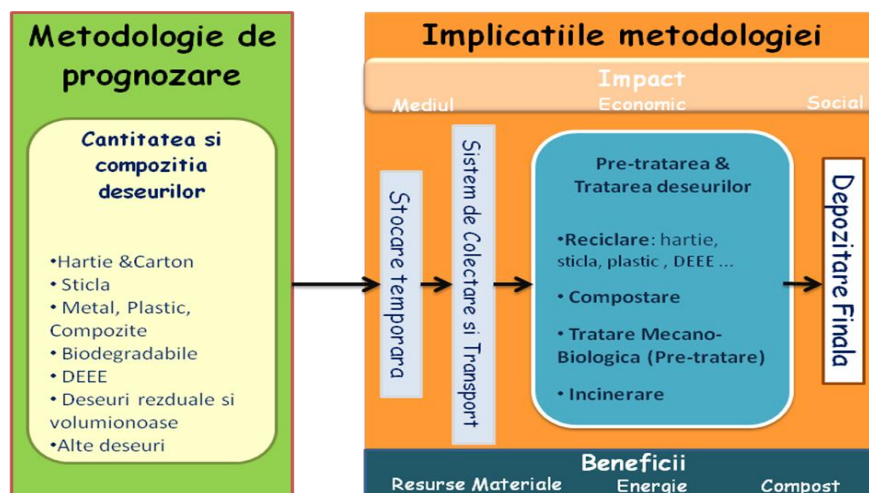 Metodologie de
prognozare
Cantitatea si
compozitia
deseurilor
•Hartie &Carton
•Sticla
•Metal, Plastic,
Compozite
•Biodegradabile
•DEEE
•Deseuri rezduale si
volumionoase
•Alte deseuri
Implicatiile metodologiei
Impact
Mediul Economic Social
Stocare temporara
Sistem de Colectare si Transport
Pre-tratarea &
Tratarea deseurilor
•Reciclare: hartie,
sticla, plastic , DEEE ...
•Compostare
•Tratare Mecano-
Biologica (Pre-tratare)
•Incinerare
Depozitare Finala
Beneficii
Resurse Materiale Energie Compost